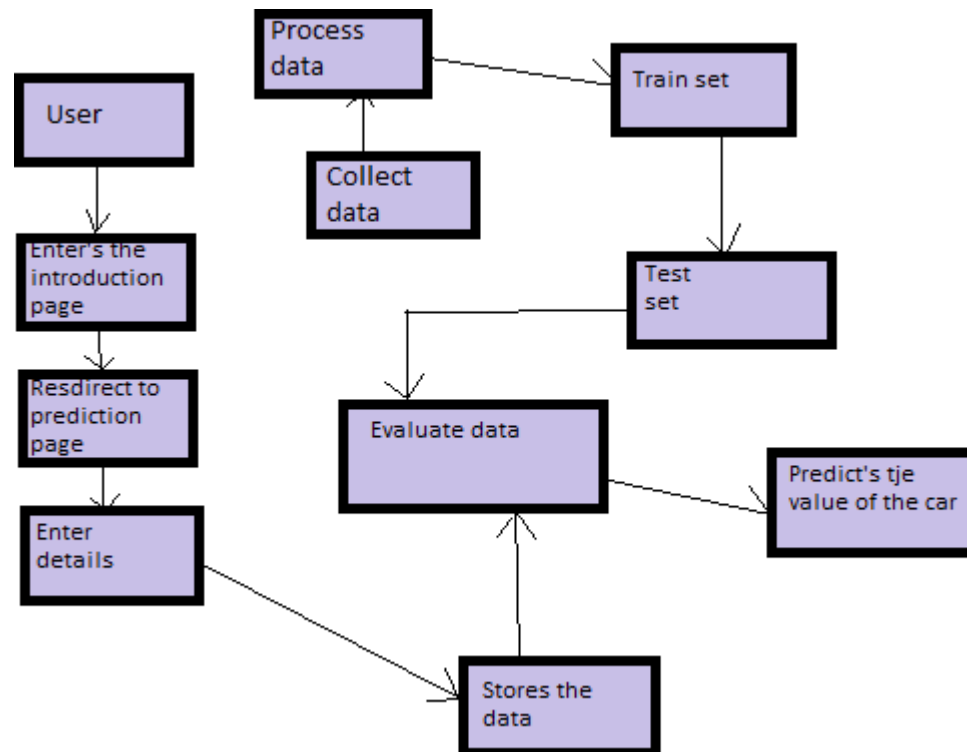 User
Enter's the
introduction
page
Resdirect to
prediction
page
Enter
details
Process
data
Collect
data
Train set
Test
set
Evaluate data
Predict's tje
value of the car
Stores the
data